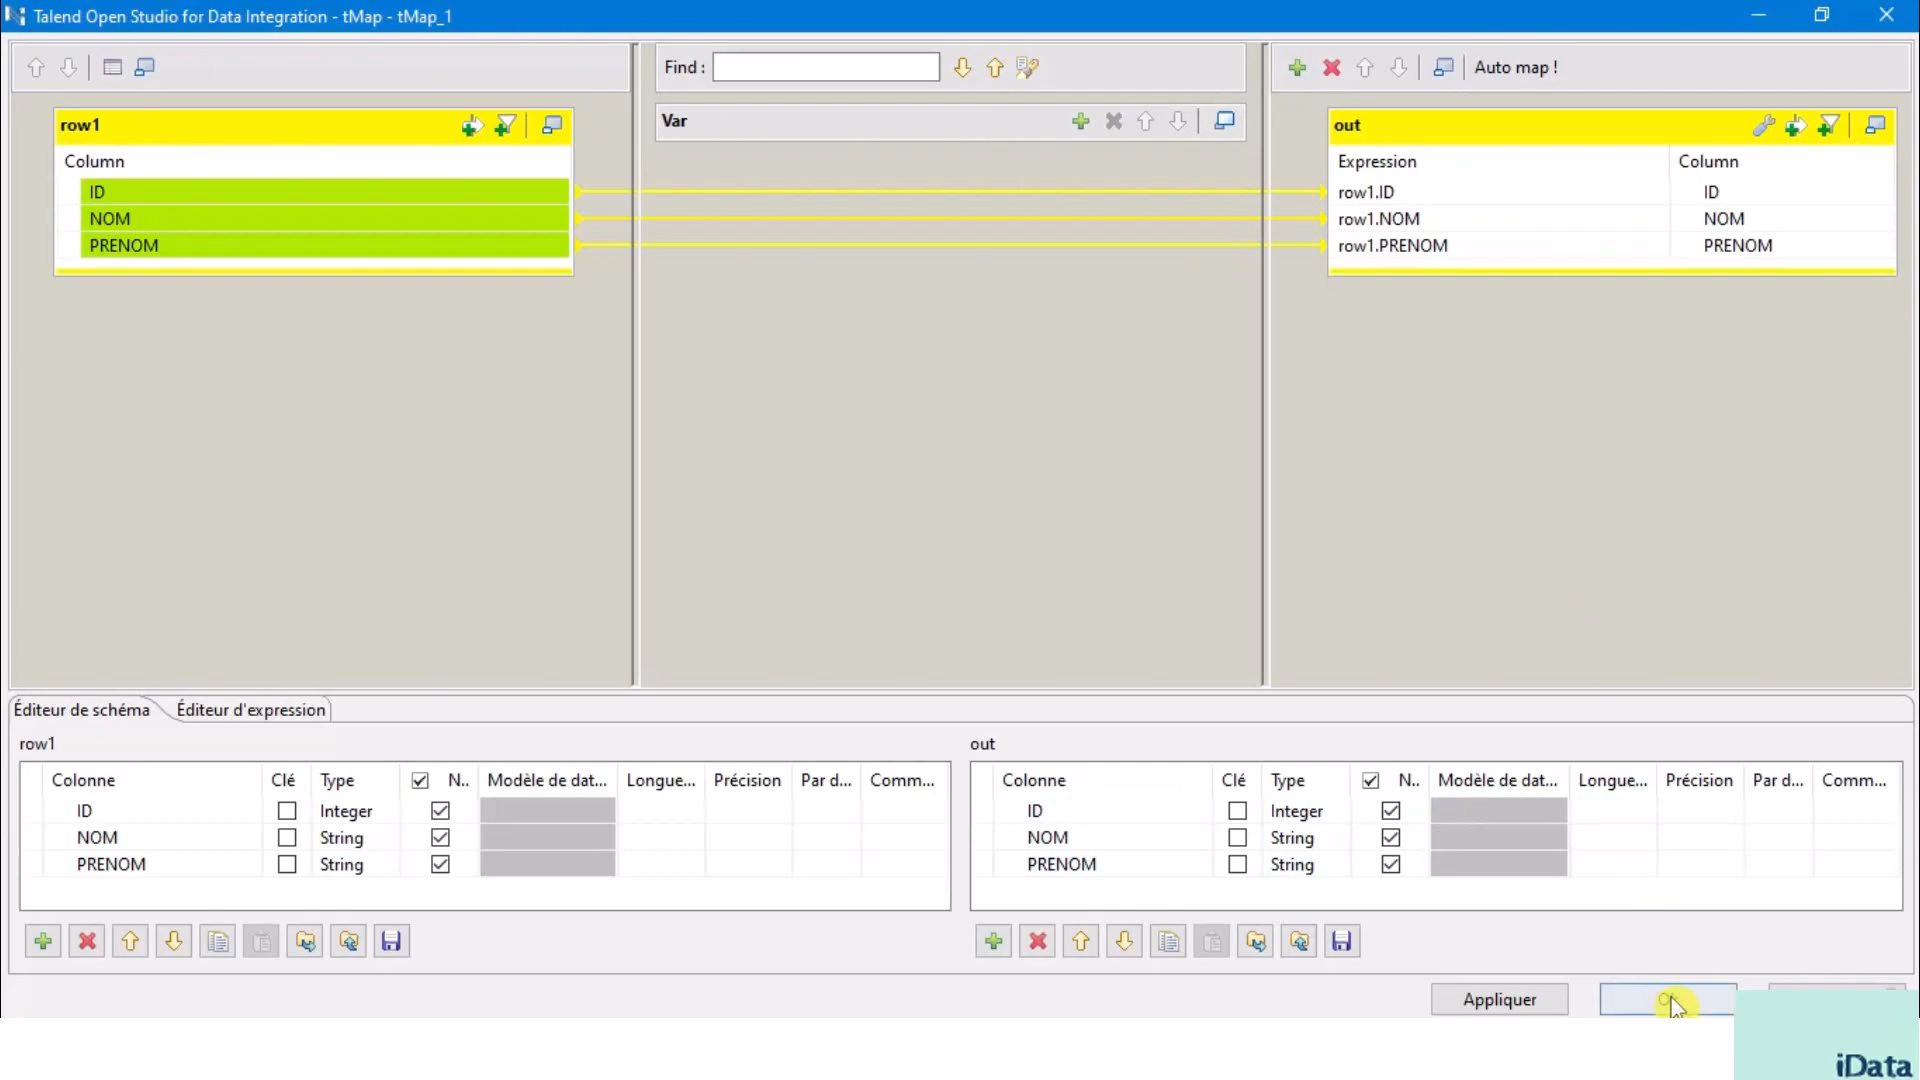 Talend Open Studio for Data Integration - tMap - tMap_1
Find :
Auto map !
row1
Column
ID
NOM
PRENOM
Var
out
Expression Column
row1.ID ID
row1.NOM NOM
row1.PRENOM PRENOM
Éditeur de schéma Éditeur d'expression
row1
Colonne Clé Type N.. Modèle de dat... Longue... Précision Par d... Comm...
ID Integer
NOM String
PRENOM String
out
Colonne Clé Type N.. Modèle de dat... Longue... Précision Par d... Comm...
ID Integer
NOM String
PRENOM String
Appliquer
iData